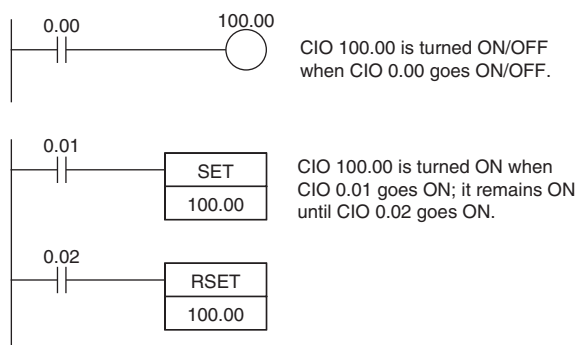 0.00
100.00
CIO 100.00 is turned ON/OFF
when CIO 0.00 goes ON/OFF.
0.01
SET
100.00
CIO 100.00 is turned ON when
CIO 0.01 goes ON; it remains ON
until CIO 0.02 goes ON.
0.02
RSET
100.00